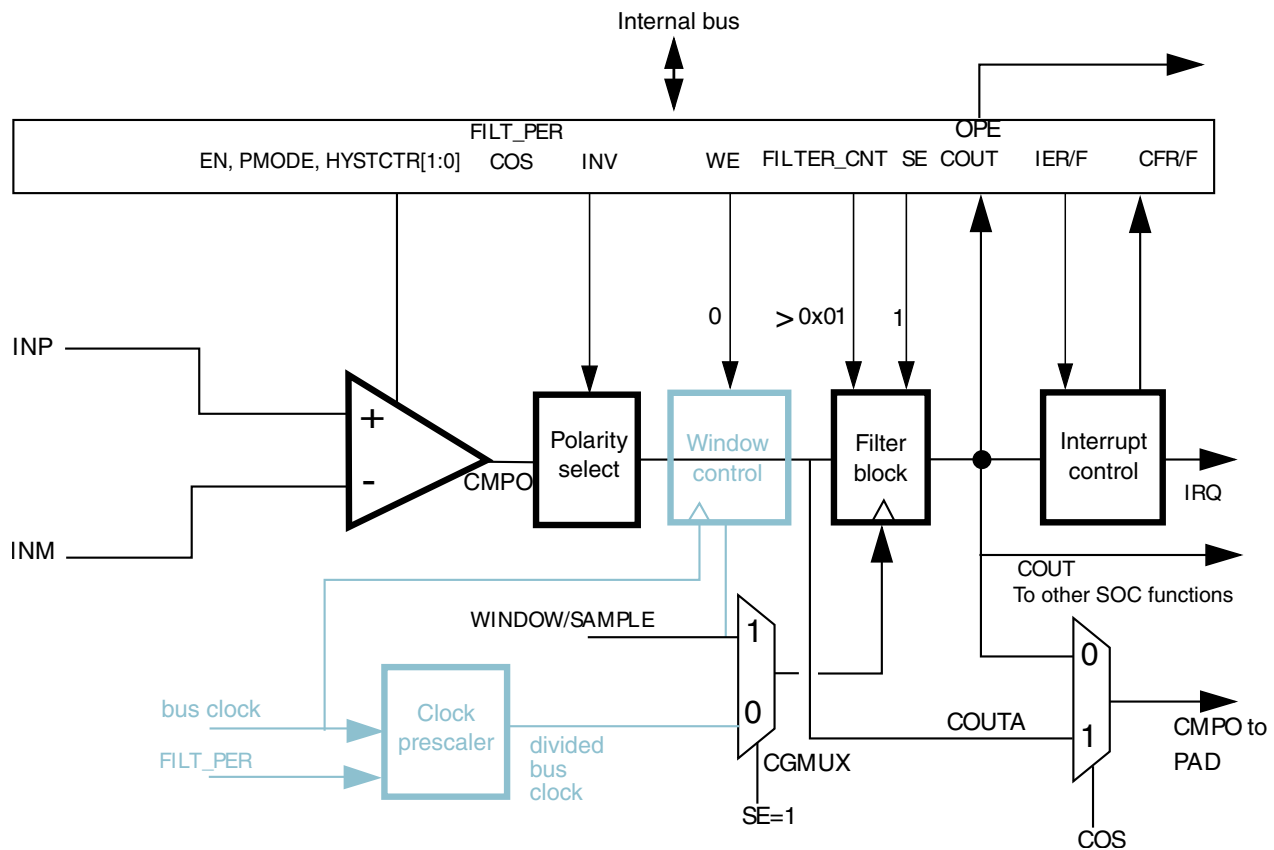 Internal bus
FILT_PER
OPE
EN, PMODE, HYSTCTR[1:0]
COS
INV
WE
FILTER_CNT
SE
COUT
IER/F
CFR/F
0
> 0x01
1
INP
+
-
INM
CMPO
Polarity
select
Window
control
Filter
block
Interrupt
control
IRQ
COUT
To other SOC functions
WINDOW/SAMPLE
1
0
bus clock
FILT_PER
Clock
prescaler
divided
bus
clock
CGMUX
SE=1
COUTA
0
1
CMPO to
PAD
COS